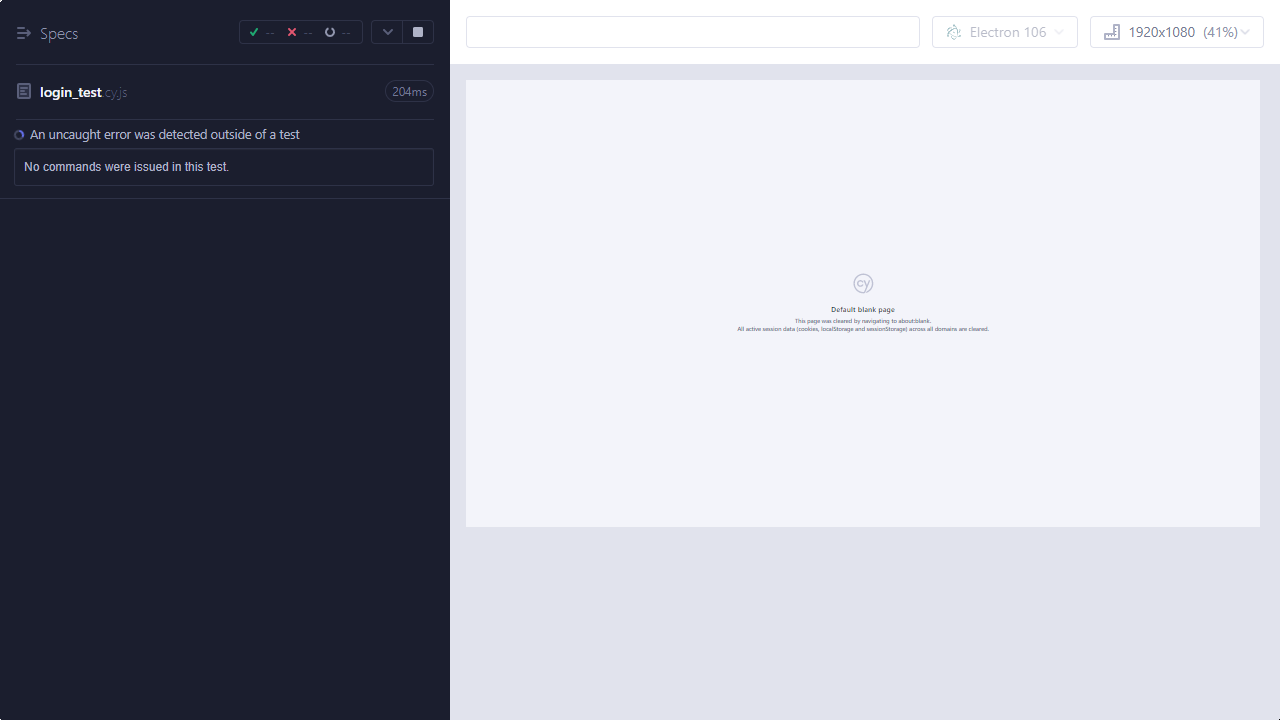 Specs
--
--
--
login_test.cy.js
204ms
An uncaught error was detected outside of a test
No commands were issued in this test.
Electron 106
1920x1080 (41%)
cy
Default blank page
This page was cleared by navigating to about:blank.
All active session data (cookies, localStorage and sessionStorage) across all domains are cleared.